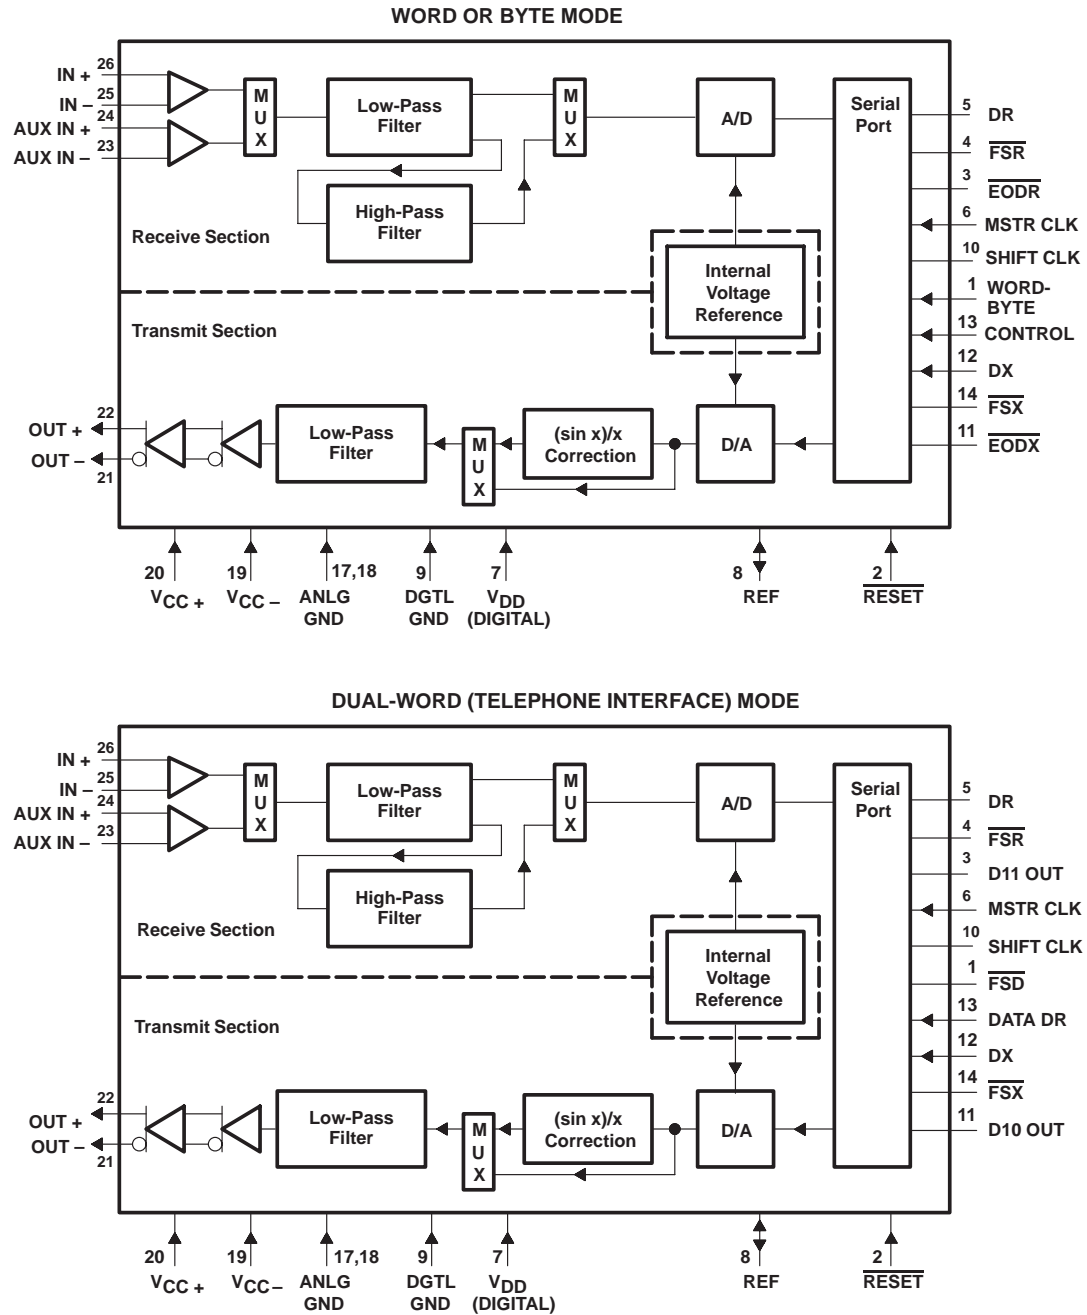 WORD OR BYTE MODE
26
IN +
25
IN –
24
AUX IN +
23
AUX IN –
M
U
X
Low-Pass
Filter
High-Pass
Filter
M
U
X
A/D
Serial
Port
5 DR
4 FSR
3 EODR
6 MSTR CLK
10 SHIFT CLK
1 WORD-
BYTE
13 CONTROL
12 DX
14 FSX
11 EODX
Receive Section
Internal
Voltage
Reference
Transmit Section
22
OUT +
OUT –
21
Low-Pass
Filter
M
U
X
(sin x)/x
Correction
D/A
20
VCC +
19
VCC –
17,18
ANLG
GND
9
DGTL
GND
7
VDD
(DIGITAL)
8
REF
2
RESET
DUAL-WORD (TELEPHONE INTERFACE) MODE
26
IN +
25
IN –
24
AUX IN +
23
AUX IN –
M
U
X
Low-Pass
Filter
High-Pass
Filter
M
U
X
A/D
Serial
Port
5 DR
4 FSR
3 D11 OUT
6 MSTR CLK
10 SHIFT CLK
1 FSD
13 DATA DR
12 DX
14 FSX
11 D10 OUT
Receive Section
Internal
Voltage
Reference
Transmit Section
22
OUT +
OUT –
21
Low-Pass
Filter
M
U
X
(sin x)/x
Correction
D/A
20
VCC +
19
VCC –
17,18
ANLG
GND
9
DGTL
GND
7
VDD
(DIGITAL)
8
REF
2
RESET